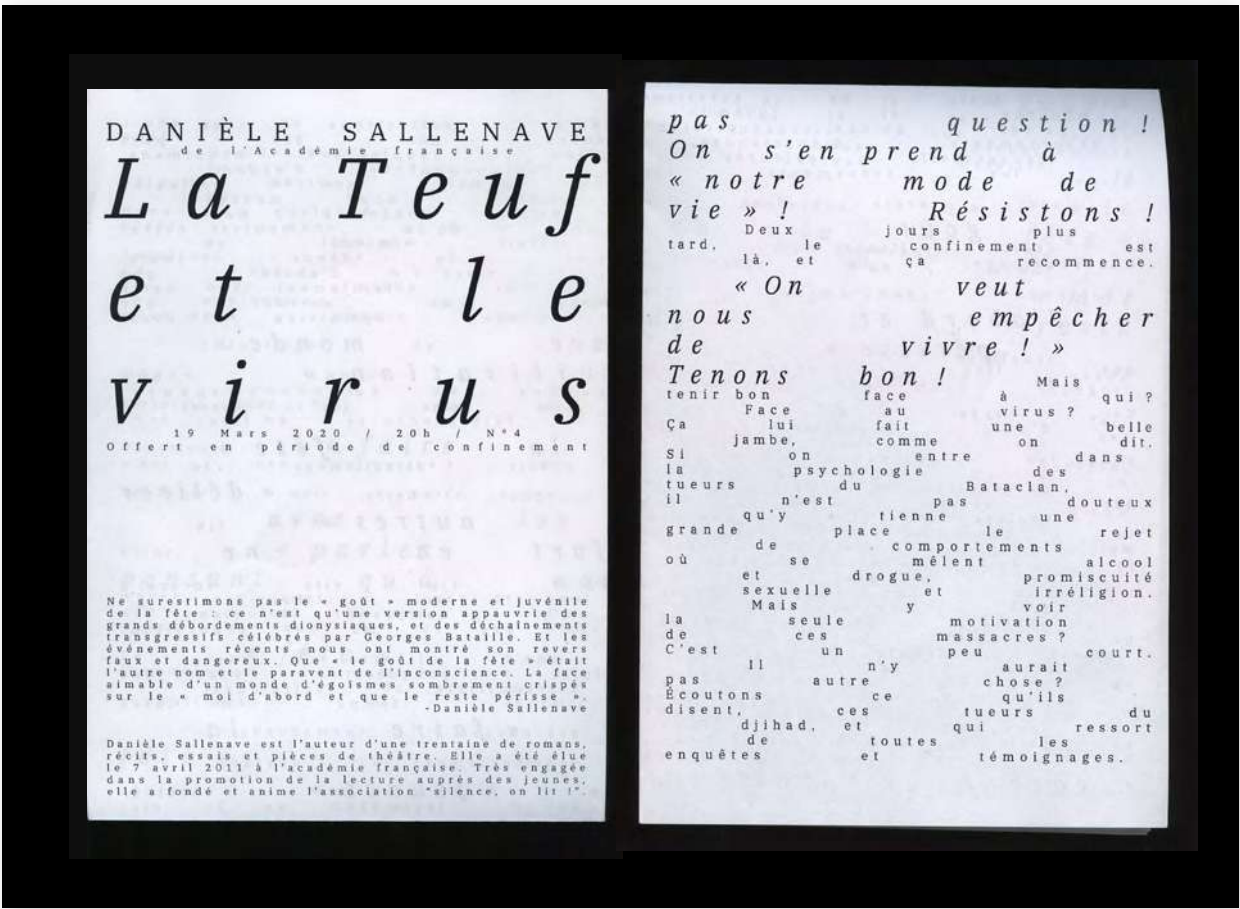 DANIÈLE SALLENAVE
de l'Académie française
La Teuf
et le
virus
19 Mars 2020 / 20h / N°4
Offert en période de confinement
Ne surestimons pas le « goût » moderne et juvénile
de la fête : ce n'est qu'une version appauvrie des
grands débordements dionysiaques, et des déchaînements
transgressifs célébrés par Georges Bataille. Et les
événements récents nous ont montré son revers
faux et dangereux. Que « le goût de la fête » était
l'autre nom et le paravent de l'inconscience. La face
aimable d'un monde d'égoïsmes sombrement crispés
sur le « moi d'abord et que le reste périsse ».
-Danièle Sallenave
Danièle Sallenave est l'auteur d'une trentaine de romans,
récits, essais et pièces de théâtre. Elle a été élue
le 7 avril 2011 à l'académie française. Très engagée
dans la promotion de la lecture auprès des jeunes,
elle a fondé et anime l'association "silence, on lit !".
pas question !
On s'en prend à
« notre mode de
vie » ! Résistons !
Deux jours plus
tard, le confinement est
là, et ça recommence.
« On veut
nous empêcher
de vivre ! »
Tenons bon ! Mais
tenir bon face à qui ?
Face au virus ?
Ça lui fait une belle
jambe, comme on dit.
Si on entre dans
la psychologie des
tueurs du Bataclan,
il n'est pas douteux
qu'y tienne une
grande place le rejet
de comportements
où se mêlent alcool
et drogue, promiscuité
sexuelle et irréligion.
Mais y voir
la seule motivation
de ces massacres ?
C'est un peu court.
Il n'y aurait
pas autre chose ?
Écoutons ce qu'ils
disent, ces tueurs du
djihad, et qui ressort
de toutes les
enquêtes et témoignages.